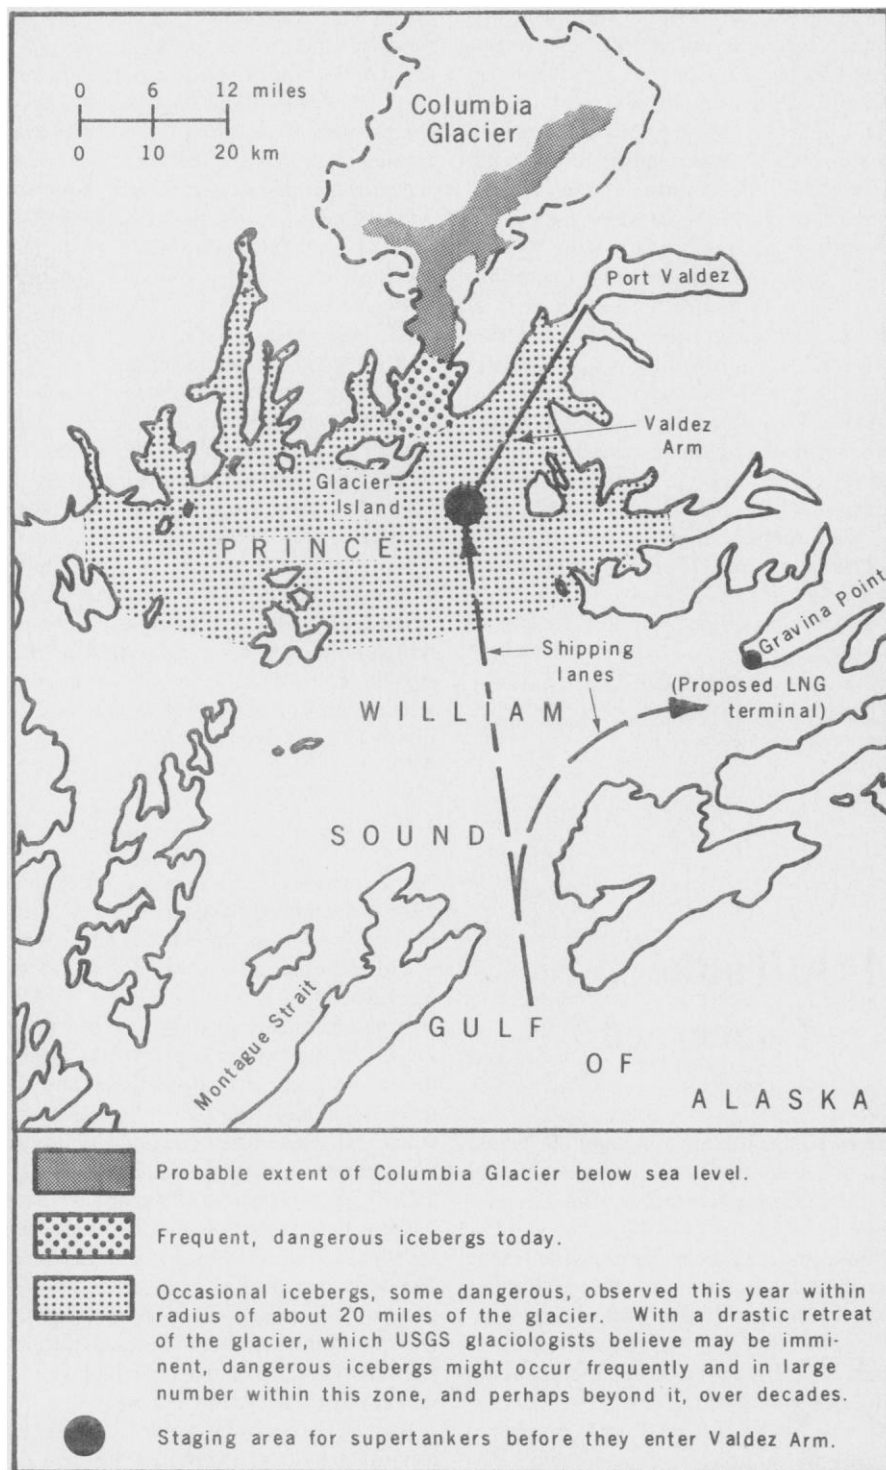 0 6 12 miles
0 10 20 km
Columbia
Glacier
Port Valdez
Valdez
Arm
Glacier
Island
PRINCE
Gravina Point
Shipping
lanes
(Proposed LNG
terminal)
WILLIAM
SOUND
Montague Strait
GULF
OF
ALASKA
Probable extent of Columbia Glacier below sea level.
Frequent, dangerous icebergs today.
Occasional icebergs, some dangerous, observed this year within
radius of about 20 miles of the glacier. With a drastic retreat
of the glacier, which USGS glaciologists believe may be immi-
nent, dangerous icebergs might occur frequently and in large
number within this zone, and perhaps beyond it, over decades.
Staging area for supertankers before they enter Valdez Arm.